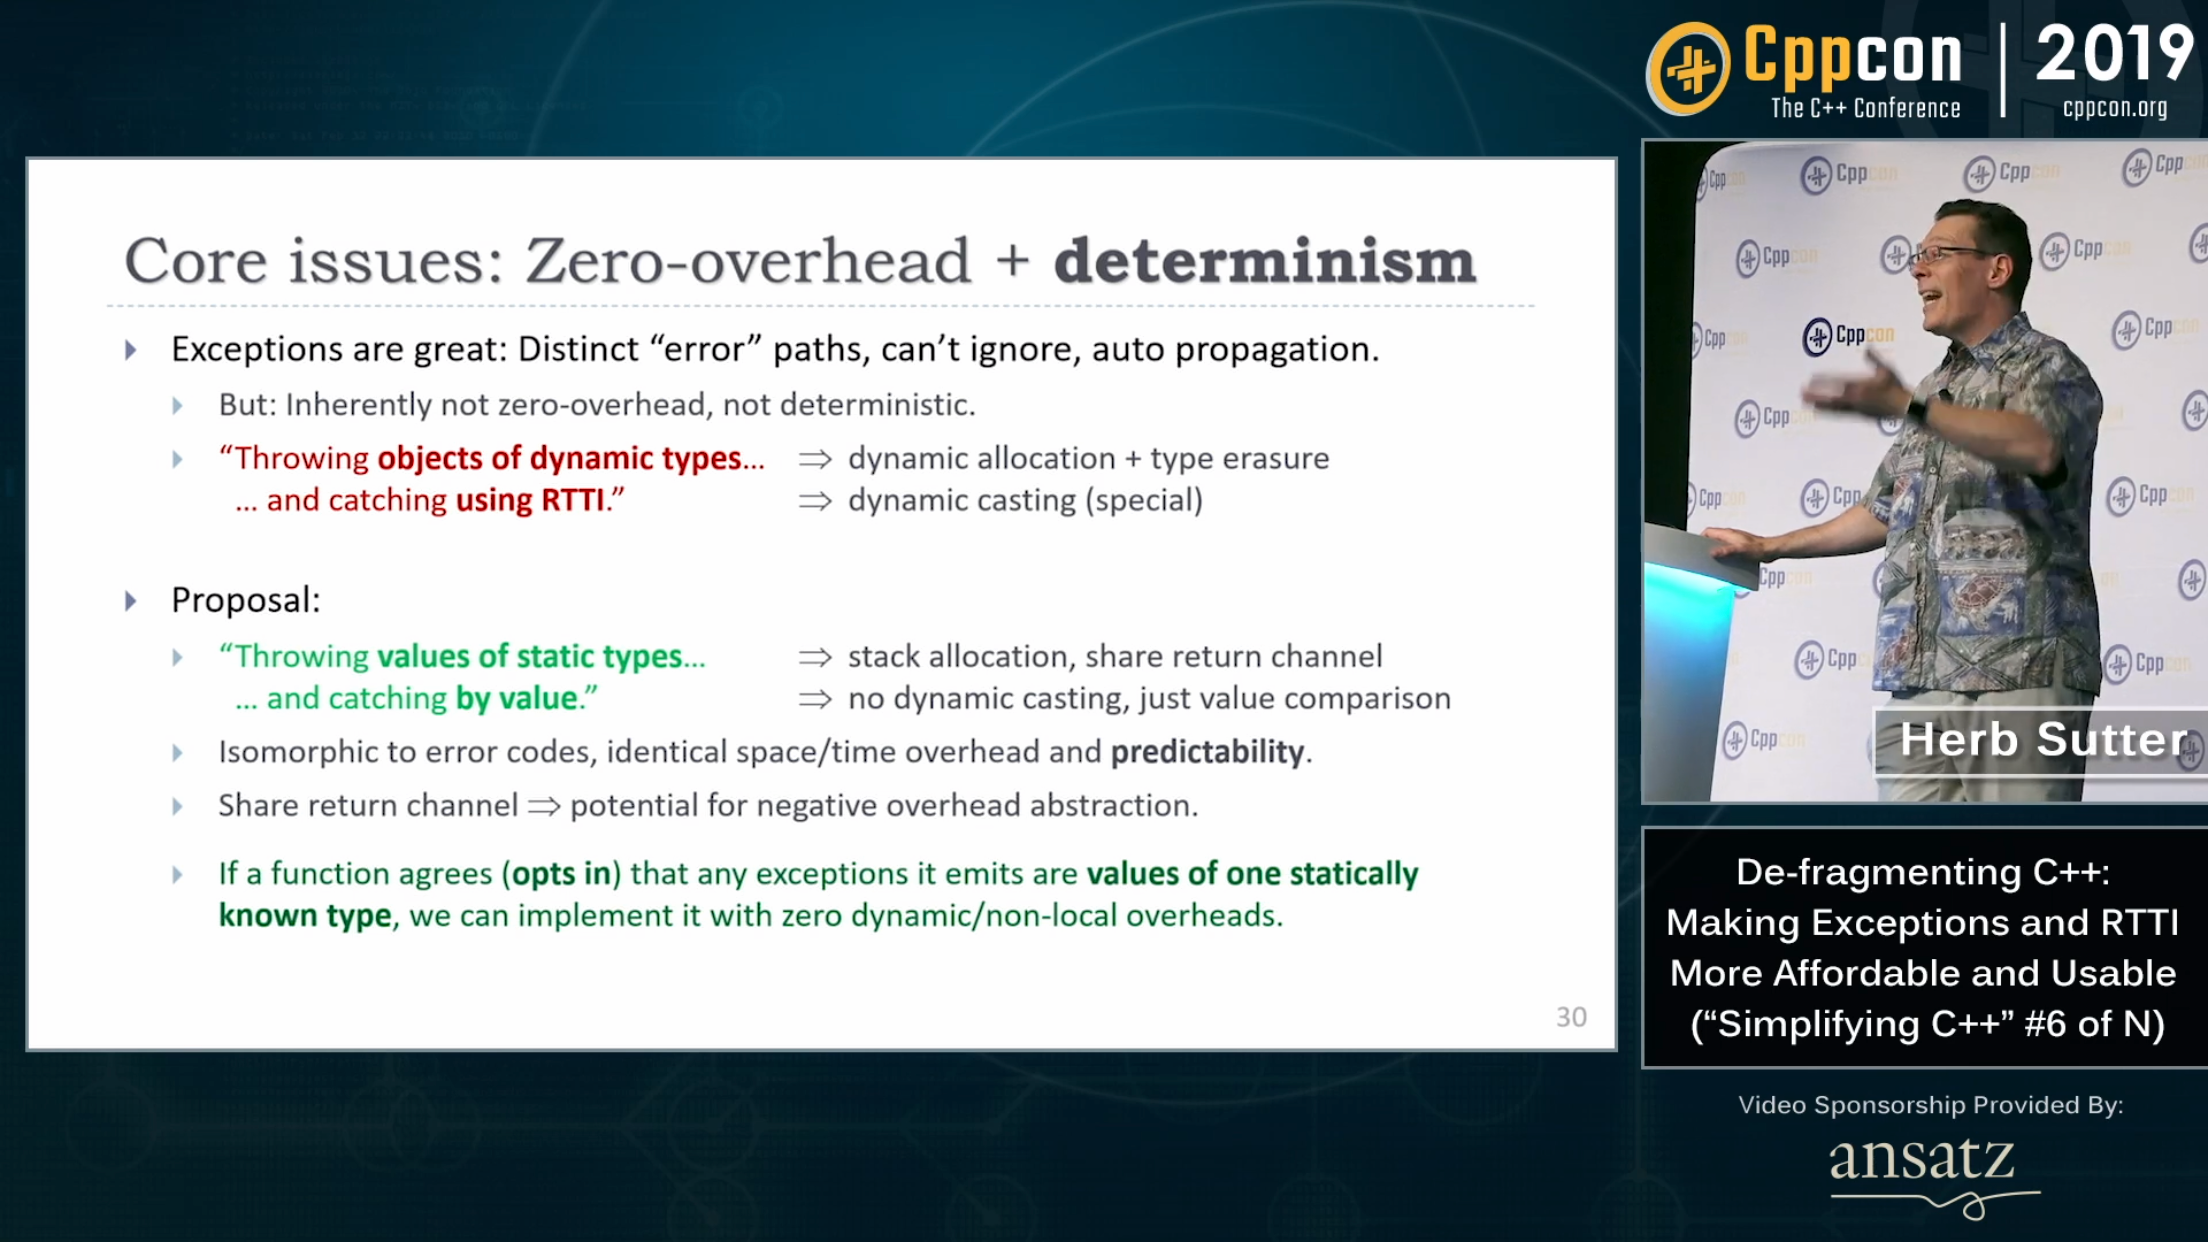 Cppcon | 2019
The C++ Conference cppcon.org
Core issues: Zero-overhead + determinism
Exceptions are great: Distinct “error” paths, can’t ignore, auto propagation.
But: Inherently not zero-overhead, not deterministic.
“Throwing objects of dynamic types… ⇒ dynamic allocation + type erasure
… and catching using RTTI.” ⇒ dynamic casting (special)
Proposal:
“Throwing values of static types… ⇒ stack allocation, share return channel
… and catching by value.” ⇒ no dynamic casting, just value comparison
Isomorphic to error codes, identical space/time overhead and predictability.
Share return channel ⇒ potential for negative overhead abstraction.
If a function agrees (opts in) that any exceptions it emits are values of one statically
known type, we can implement it with zero dynamic/non-local overheads.
30
Cppcon
Herb Sutter
De-fragmenting C++:
Making Exceptions and RTTI
More Affordable and Usable
(“Simplifying C++” #6 of N)
Video Sponsorship Provided By:
ansatz